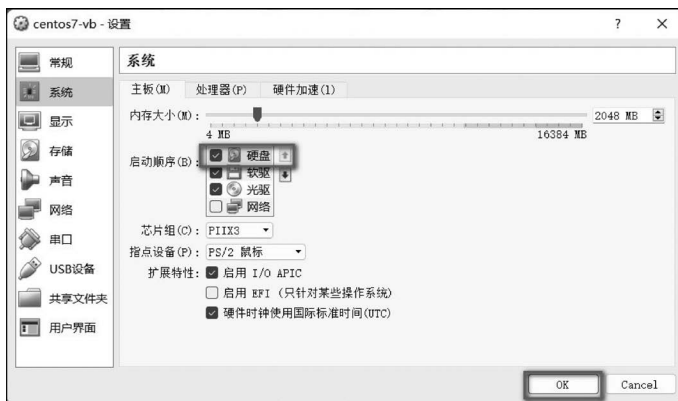 centos7-vb - 设置
?
×
常规
系统
显示
存储
声音
网络
串口
USB设备
共享文件夹
用户界面
系统
主板(M) 处理器(P) 硬件加速(l)
内存大小(M): 2048 MB
4 MB 16384 MB
启动顺序(B): 硬盘
软驱
光驱
网络
芯片组(C): PIIX3
指点设备(P): PS/2 鼠标
扩展特性: 启用 I/O APIC
启用 EFI (只针对某些操作系统)
硬件时钟使用国际标准时间(UTC)
OK Cancel